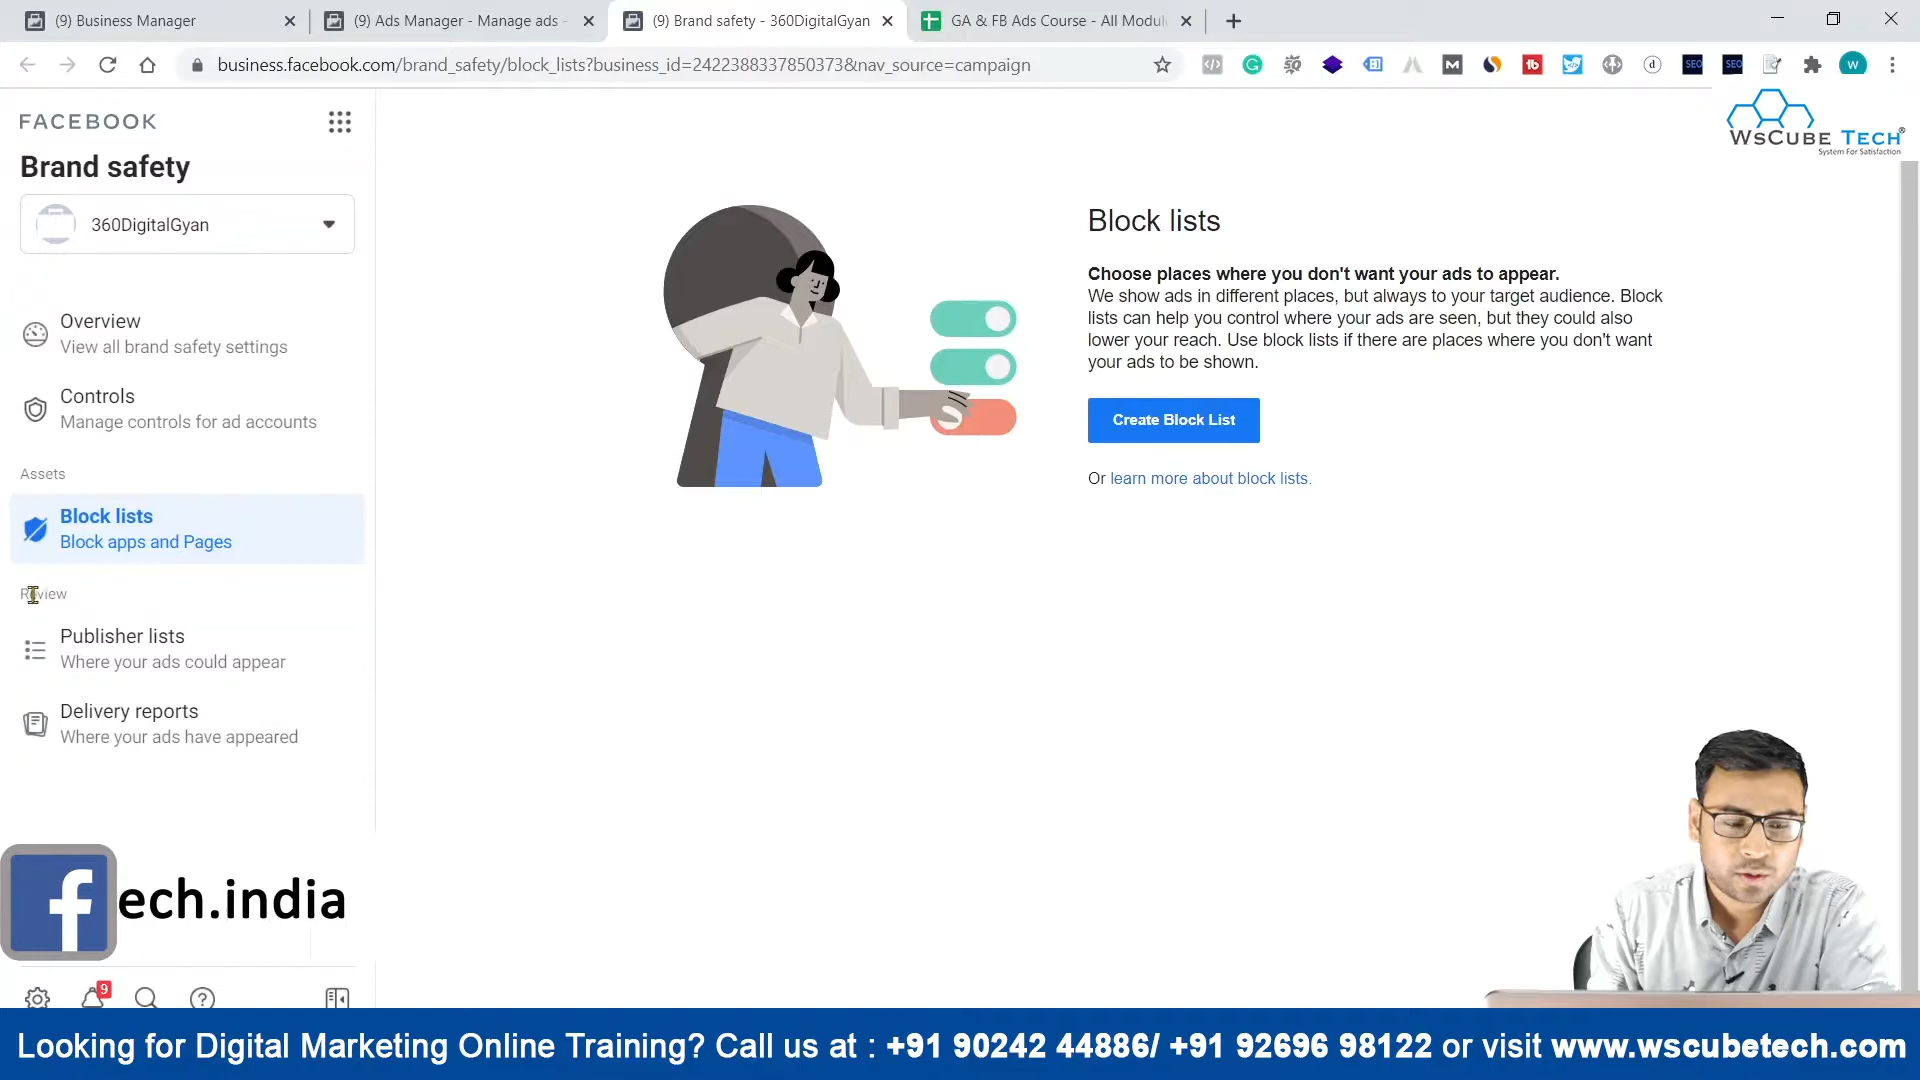 (9) Business Manager
(9) Ads Manager - Manage ads -
(9) Brand safety - 360DigitalGyan
GA & FB Ads Course - All Modul
business.facebook.com/brand_safety/block_lists?business_id=2422388337850373&nav_source=campaign
SEO
SEO
W
WsCube Tech®
System For Satisfaction
FACEBOOK
Brand safety
360DigitalGyan
Overview
View all brand safety settings
Controls
Manage controls for ad accounts
Assets
Block lists
Block apps and Pages
Review
Publisher lists
Where your ads could appear
Delivery reports
Where your ads have appeared
Block lists
Choose places where you don't want your ads to appear.
We show ads in different places, but always to your target audience. Block
lists can help you control where your ads are seen, but they could also
lower your reach. Use block lists if there are places where you don't want
your ads to be shown.
Create Block List
Or learn more about block lists.
f ech.india
9
Looking for Digital Marketing Online Training? Call us at : +91 90242 44886/ +91 92696 98122 or visit www.wscubetech.com